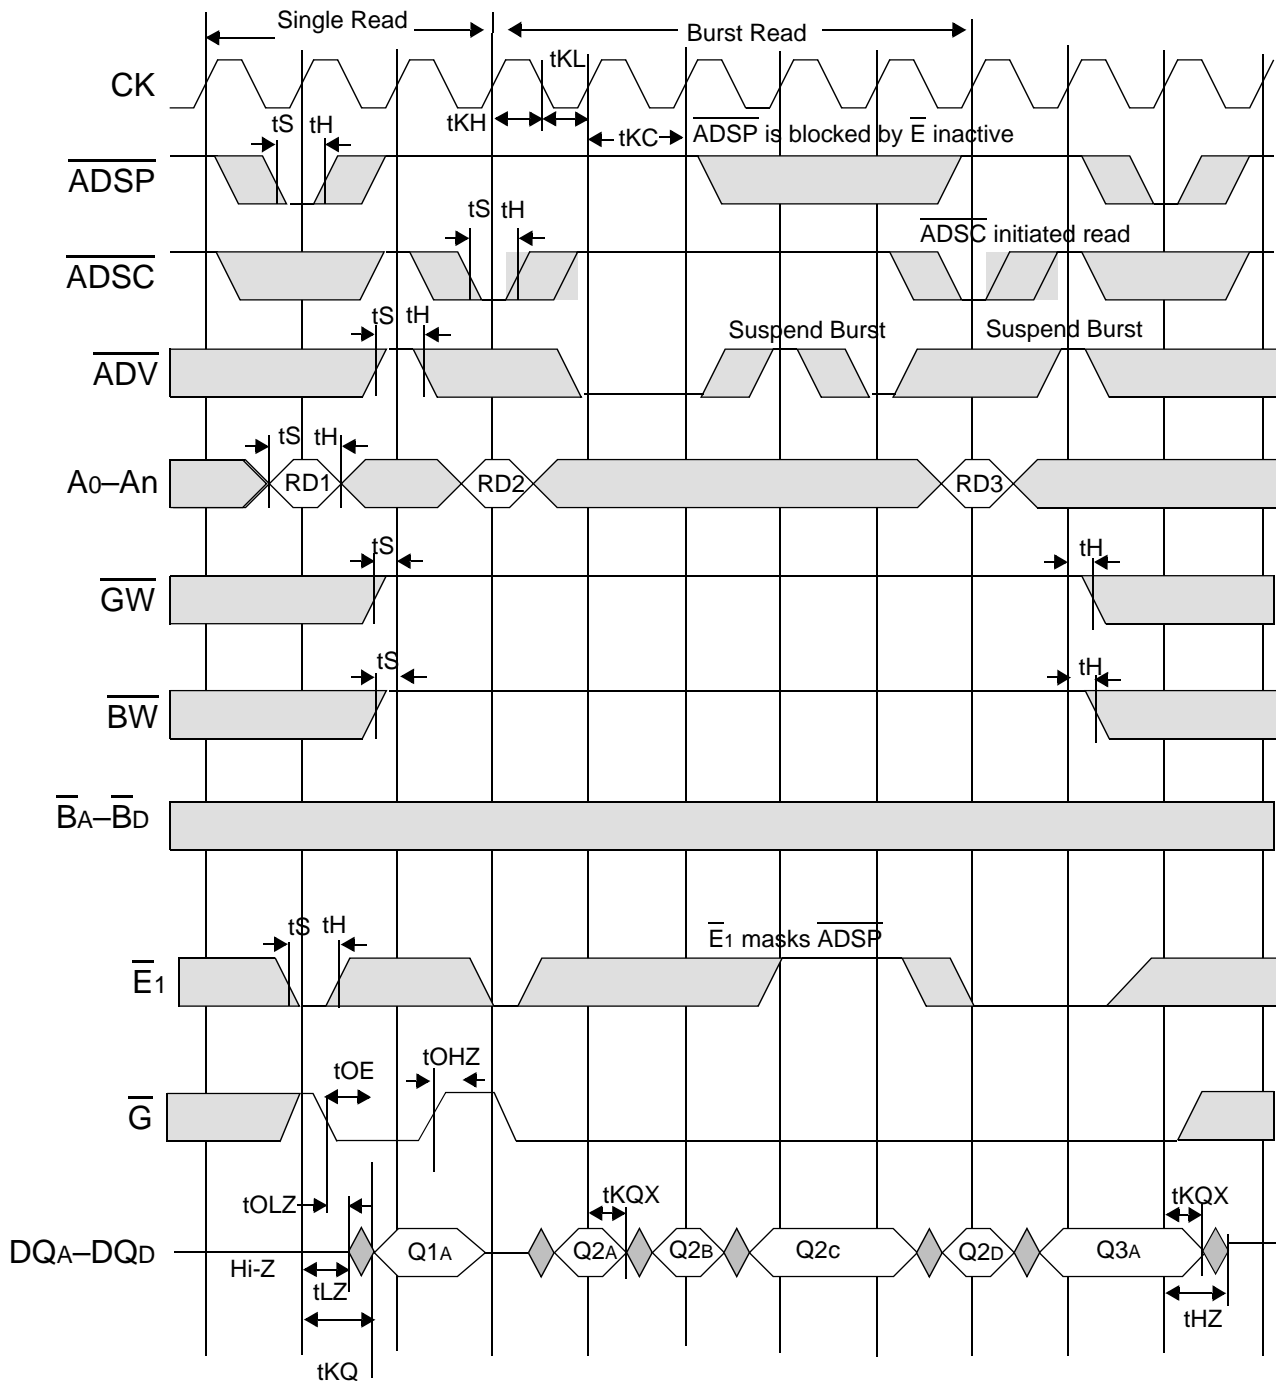 Single Read
Burst Read
CK
tKL
tKH
tKC
ADSP is blocked by E inactive
tS tH
ADSP
tS tH
ADSC initiated read
ADSC
tS tH
Suspend Burst
Suspend Burst
ADV
tS tH
A0–An
RD1
RD2
RD3
tS
tH
GW
tS
tH
BW
BA–BD
tS tH
E1 masks ADSP
E1
tOE
tOHZ
G
tOLZ
tKQX
tKQX
DQA–DQD
Hi-Z
Q1A
Q2A
Q2B
Q2c
Q2D
Q3A
tLZ
tHZ
tKQ